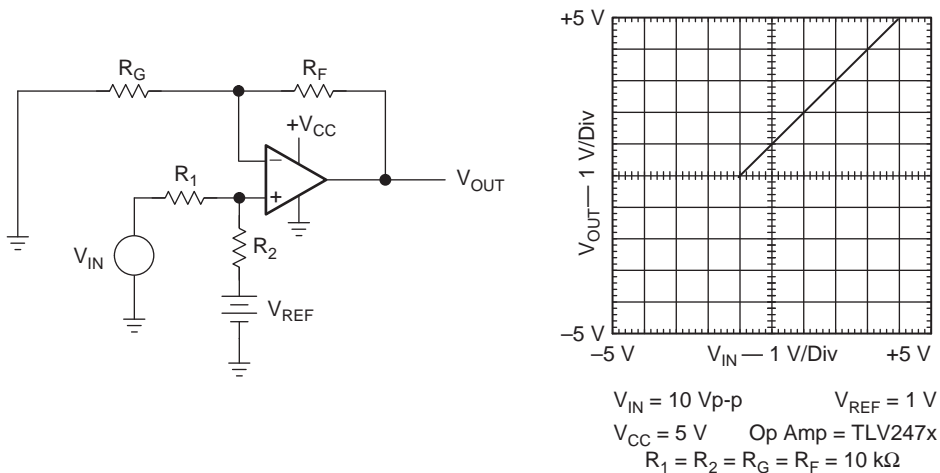 R_G
R_F
+V_CC
R_1
−
+
V_OUT
R_2
V_IN
V_REF
+5 V
V_OUT — 1 V/Div
−5 V
−5 V
V_IN — 1 V/Div
+5 V
V_IN = 10 Vp-p V_REF = 1 V
V_CC = 5 V Op Amp = TLV247x
R_1 = R_2 = R_G = R_F = 10 kΩ